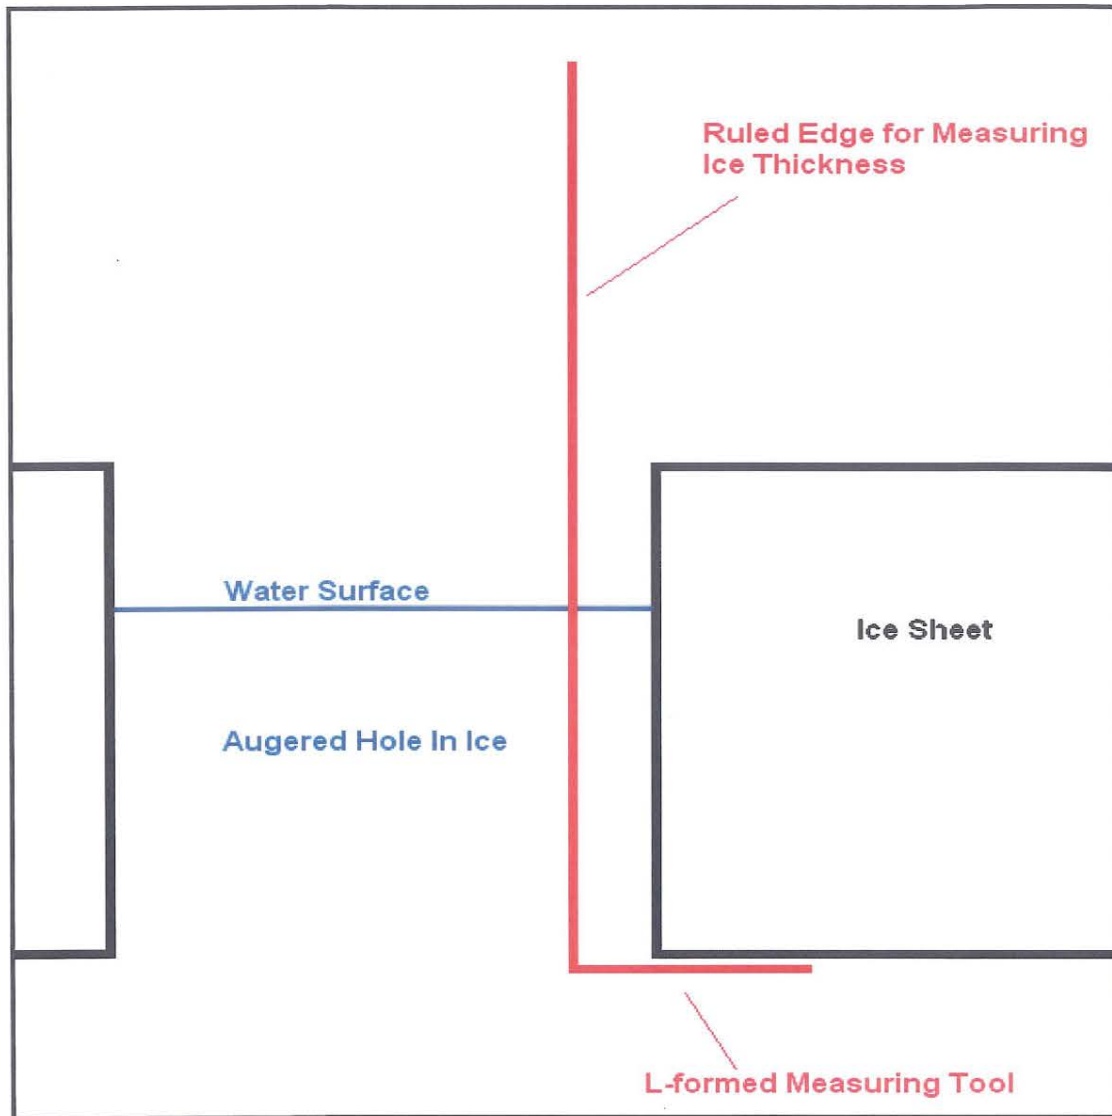 Ruled Edge for Measuring
Ice Thickness
Water Surface
Ice Sheet
Augered Hole In Ice
L-formed Measuring Tool